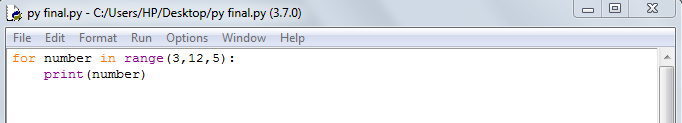 py final.py - C:/Users/HP/Desktop/py final.py (3.7.0)
File Edit Format Run Options Window Help
for number in range(3,12,5):
    print(number)